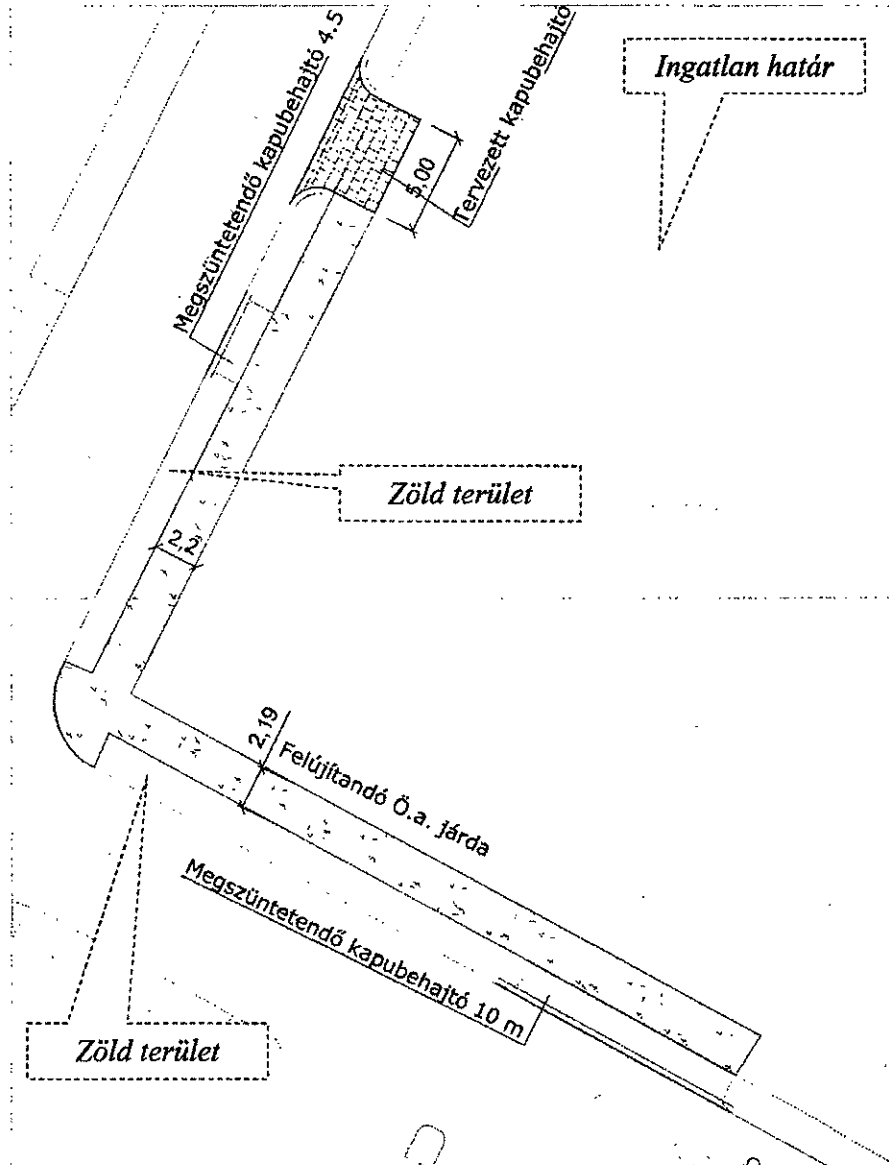 Megszüntetendő kapubehajtó 4.5
Ingatlan határ
5,00
Tervezett kapubehajtó
Zöld terület
2,2
2,19
Felújítandó Ö.a. járda
Megszüntetendő kapubehajtó 10 m
Zöld terület